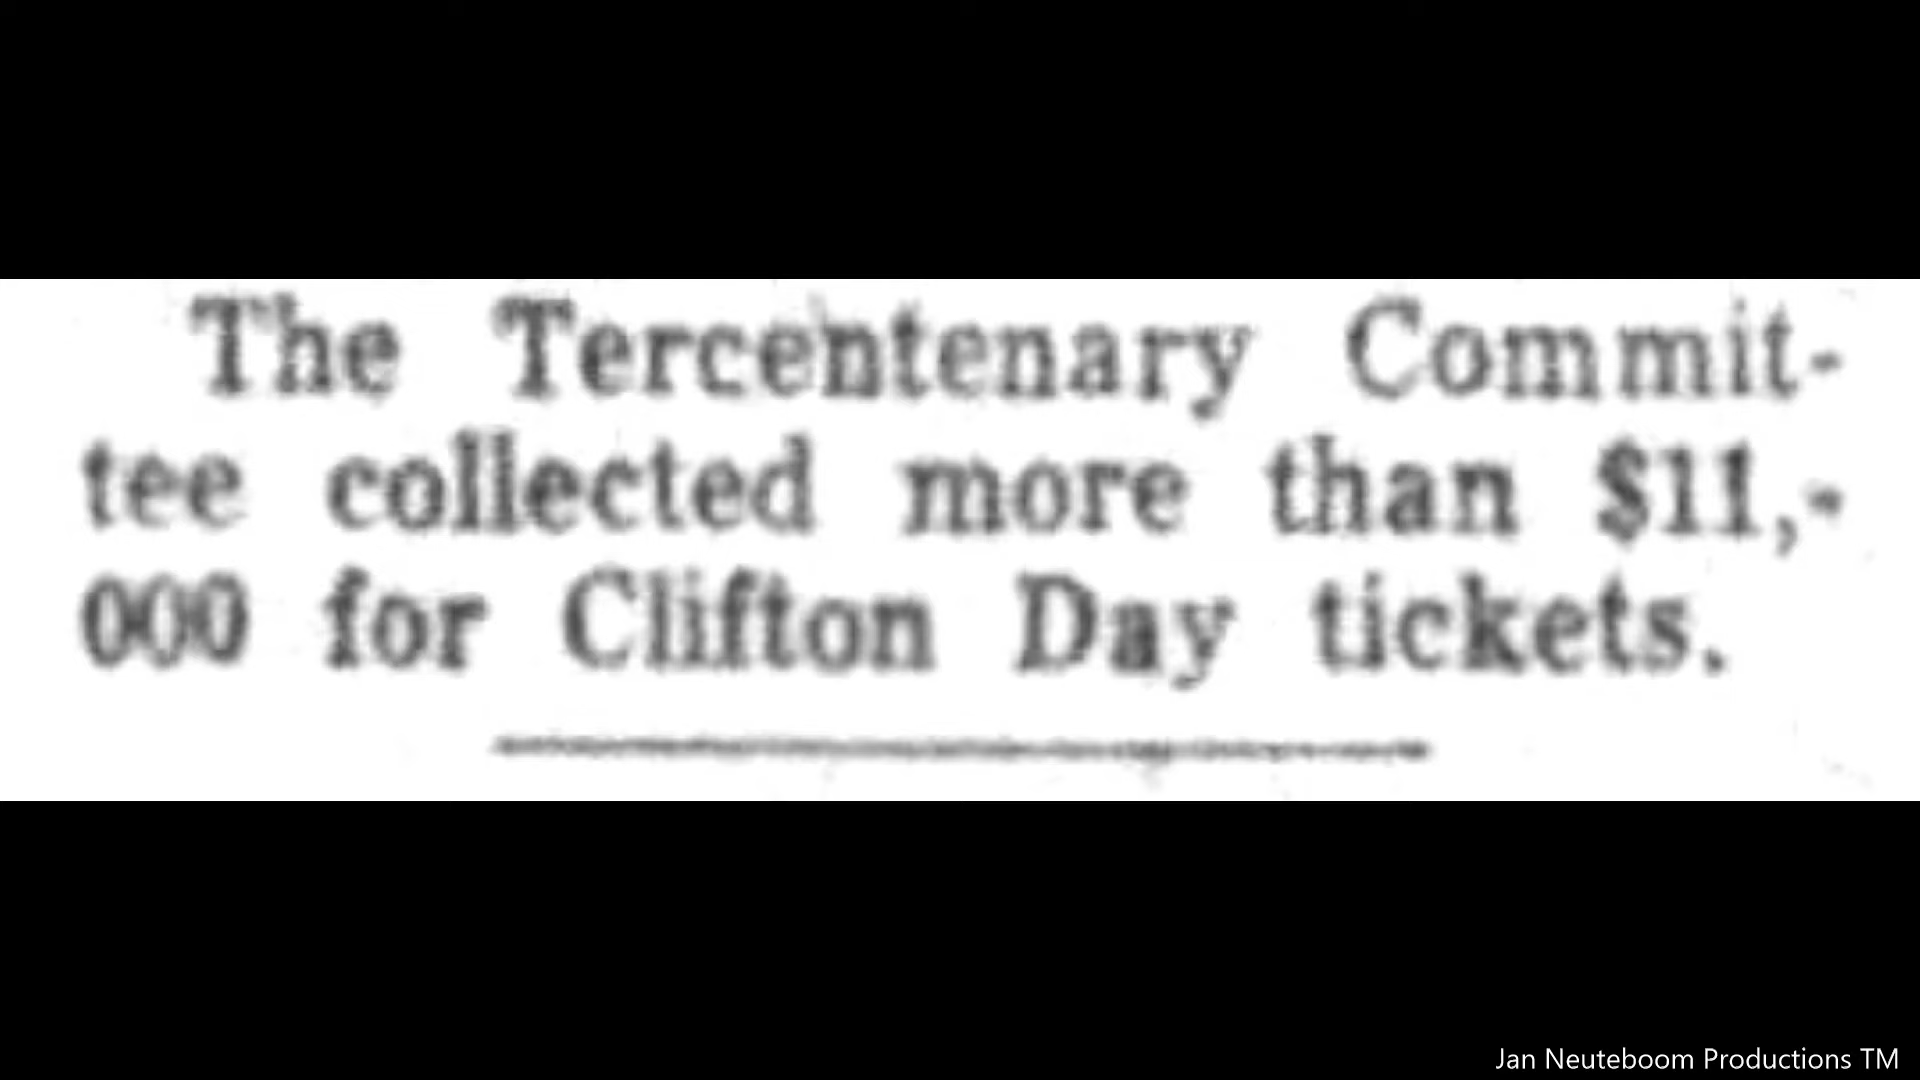 The Tercentenary Commit-
tee collected more than $11,-
000 for Clifton Day tickets.
Jan Neuteboom Productions TM